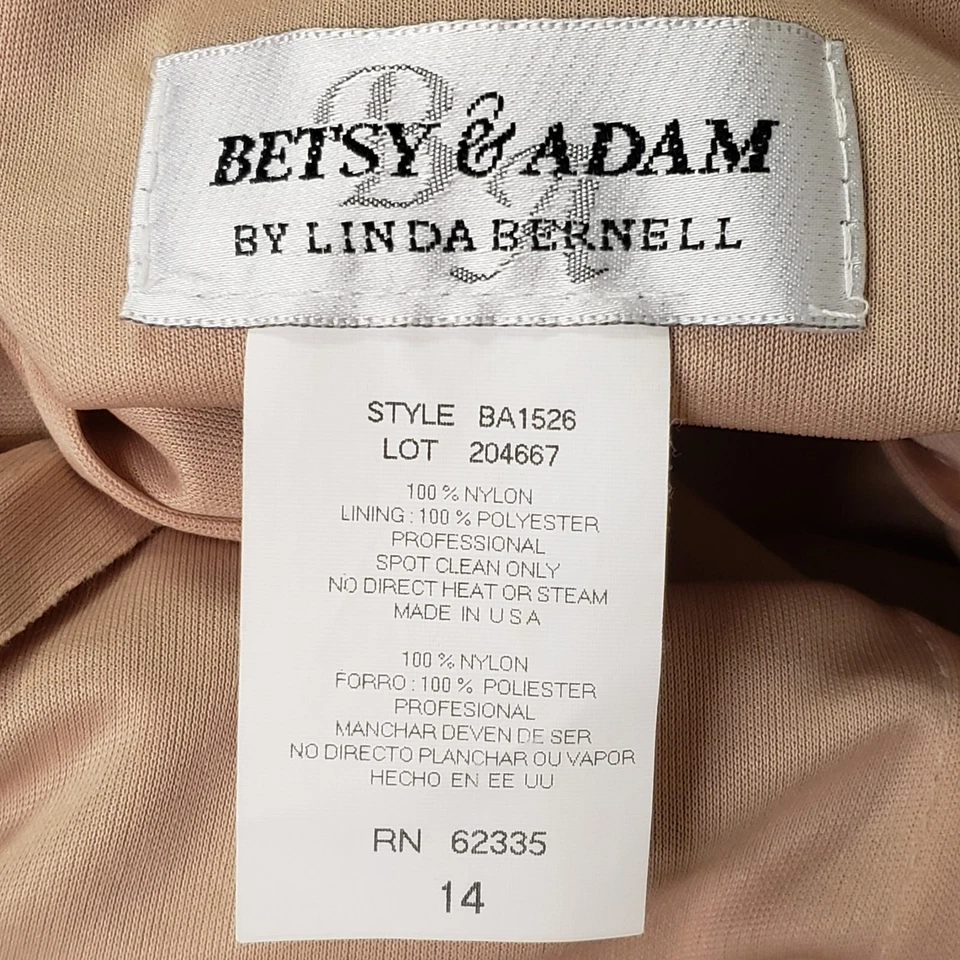 BETSY & ADAM
BY LINDA BERNELL
STYLE BA1526
LOT 204667
100 % NYLON
LINING : 100 % POLYESTER
PROFESSIONAL
SPOT CLEAN ONLY
NO DIRECT HEAT OR STEAM
MADE IN U S A
100 % NYLON
FORRO : 100 % POLIESTER
PROFESIONAL
MANCHAR DEVEN DE SER
NO DIRECTO PLANCHAR OU VAPOR
HECHO EN EE UU
RN 62335
14